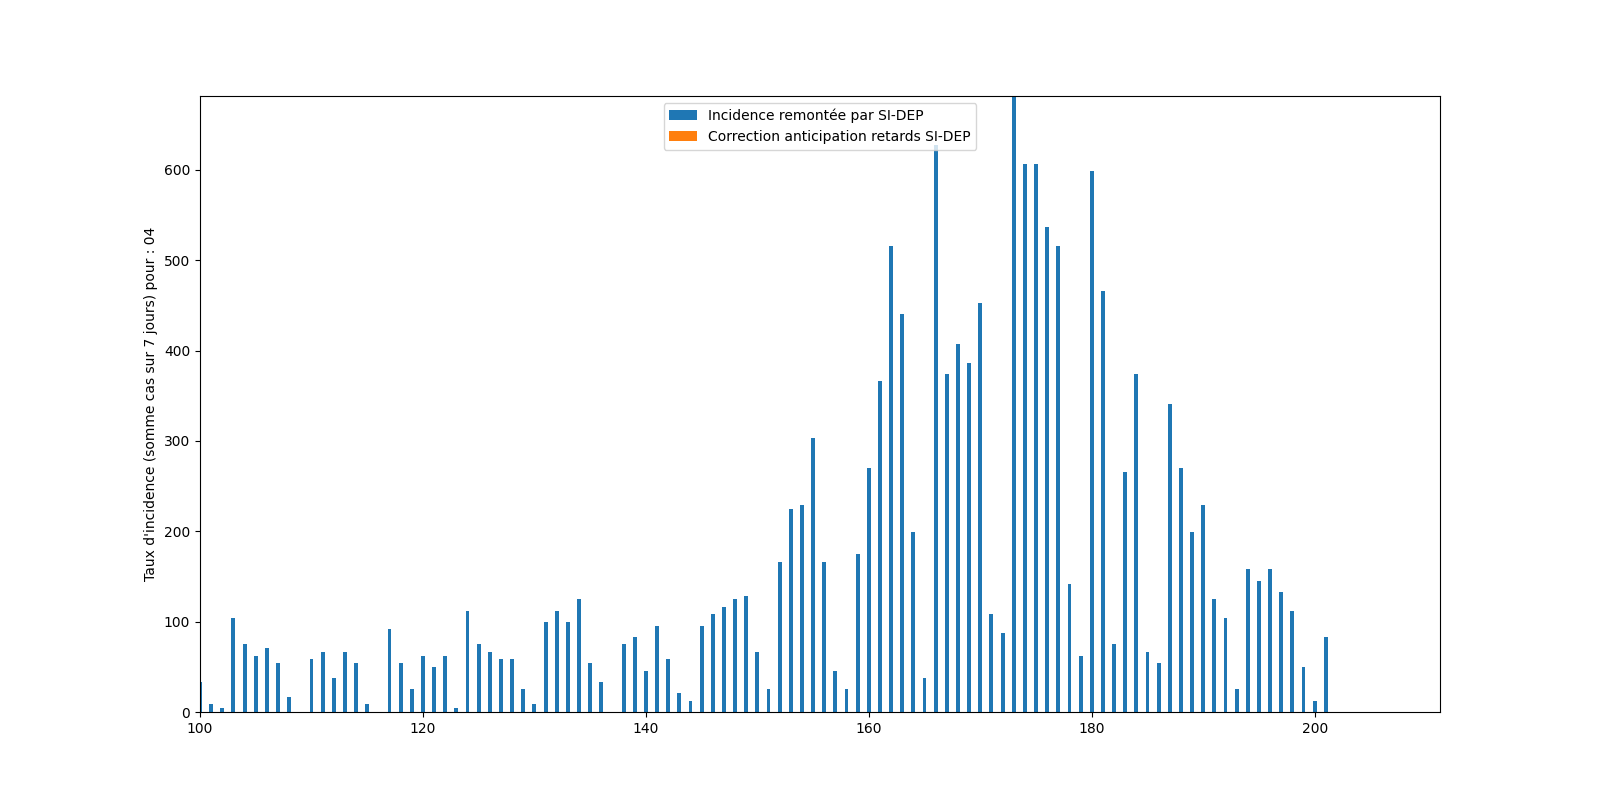 Incidence remontée par SI-DEP
Correction anticipation retards SI-DEP
Taux d'incidence (somme cas sur 7 jours) pour : 04
600
500
400
300
200
100
0
100 120 140 160 180 200